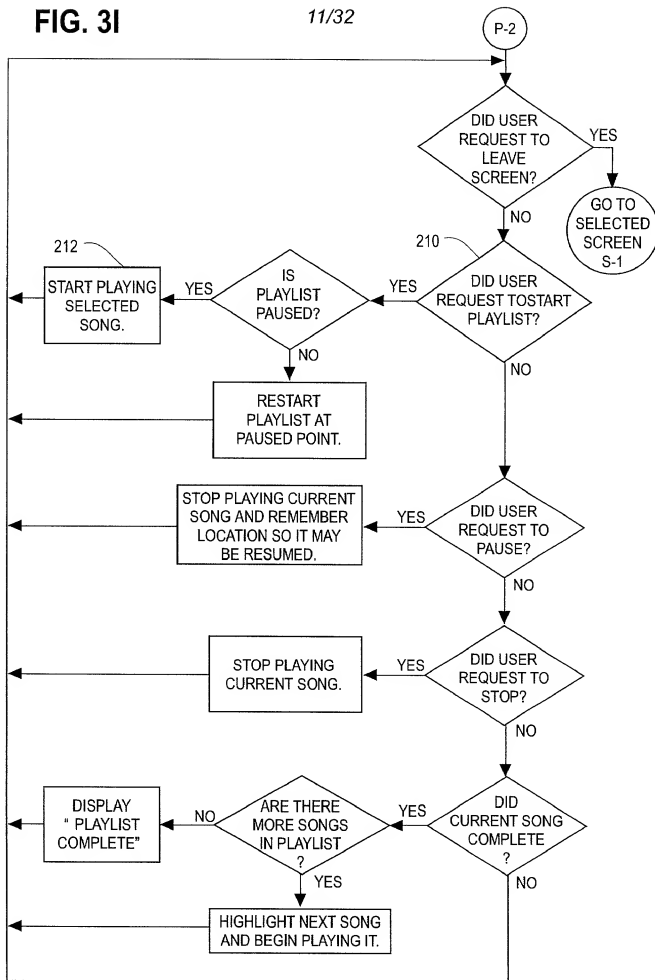 FIG. 3I
11/32
P-2
DID USER
REQUEST TO
LEAVE
SCREEN?
YES
NO
GO TO
SELECTED
SCREEN
S-1
212
START PLAYING
SELECTED
SONG.
YES
IS
PLAYLIST
PAUSED?
YES
210
DID USER
REQUEST TOSTART
PLAYLIST?
NO
NO
RESTART
PLAYLIST AT
PAUSED POINT.
STOP PLAYING CURRENT
SONG AND REMEMBER
LOCATION SO IT MAY
BE RESUMED.
YES
DID USER
REQUEST TO
PAUSE?
NO
STOP PLAYING
CURRENT SONG.
YES
DID USER
REQUEST TO
STOP?
NO
DISPLAY
" PLAYLIST
COMPLETE"
NO
ARE THERE
MORE SONGS
IN PLAYLIST
?
YES
DID
CURRENT SONG
COMPLETE
?
YES
NO
HIGHLIGHT NEXT SONG
AND BEGIN PLAYING IT.